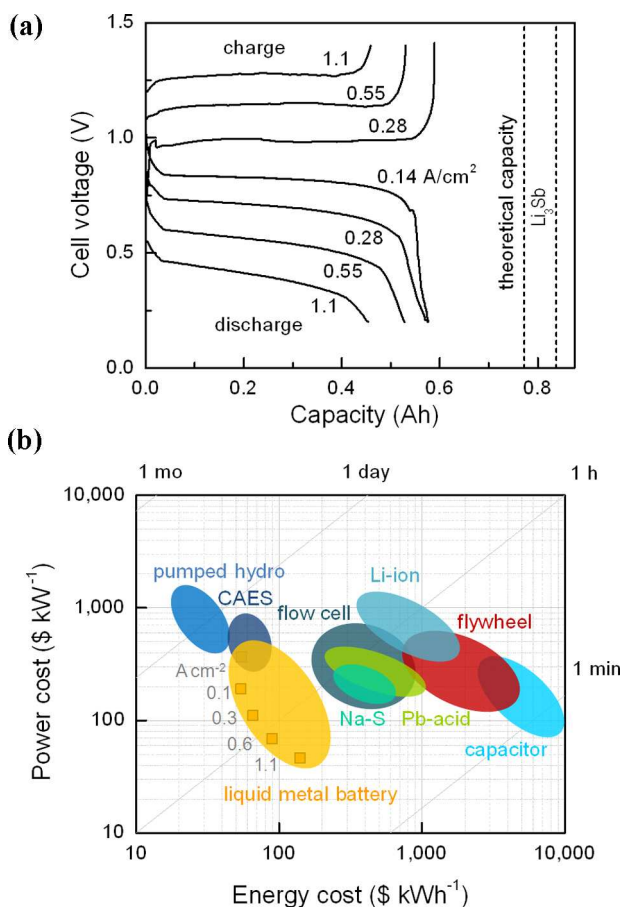 (a)
1.5
1.0
0.5
0.0
Cell voltage (V)
charge
1.1
0.55
0.28
0.14 A/cm²
0.28
0.55
1.1
discharge
theoretical capacity
Li₃Sb
0.0 0.2 0.4 0.6 0.8
Capacity (Ah)
(b)
1 mo 1 day 1 h
10,000
1,000
100
10
Power cost ($ kW⁻¹)
pumped hydro
CAES
flow cell
Li-ion
flywheel
1 min
A cm⁻²
0.1
0.3
0.6
1.1
Na-S
Pb-acid
capacitor
liquid metal battery
10 100 1,000 10,000
Energy cost ($ kWh⁻¹)